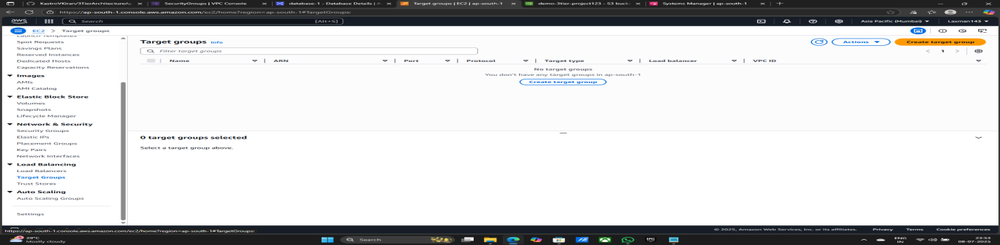 KastroVKiran/3TierArchitectureA
SecurityGroups | VPC Console
database-1 - Database Details | A
Target groups | EC2 | ap-south-1
demo-3tier-project123 - S3 buck
Systems Manager | ap-south-1
https://ap-south-1.console.aws.amazon.com/ec2/home?region=ap-south-1#TargetGroups:
aws
Search
[Alt+S]
Asia Pacific (Mumbai)
Laxman143
EC2 > Target groups
Launch Templates
Spot Requests
Savings Plans
Reserved Instances
Dedicated Hosts
Capacity Reservations
Images
AMIs
AMI Catalog
Elastic Block Store
Volumes
Snapshots
Lifecycle Manager
Network & Security
Security Groups
Elastic IPs
Placement Groups
Key Pairs
Network Interfaces
Load Balancing
Load Balancers
Target Groups
Trust Stores
Auto Scaling
Auto Scaling Groups
Settings
Target groups Info
Actions
Create target group
Filter target groups
< 1 >
Name
ARN
Port
Protocol
Target type
Load balancer
VPC ID
No target groups
You don't have any target groups in ap-south-1
Create target group
0 target groups selected
Select a target group above.
https://ap-south-1.console.aws.amazon.com/ec2/home?region=ap-south-1#TargetGroups:
© 2025, Amazon Web Services, Inc. or its affiliates.
Privacy
Terms
Cookie preferences
29°C
Mostly cloudy
Search
ENG
IN
23:53
08-07-2025